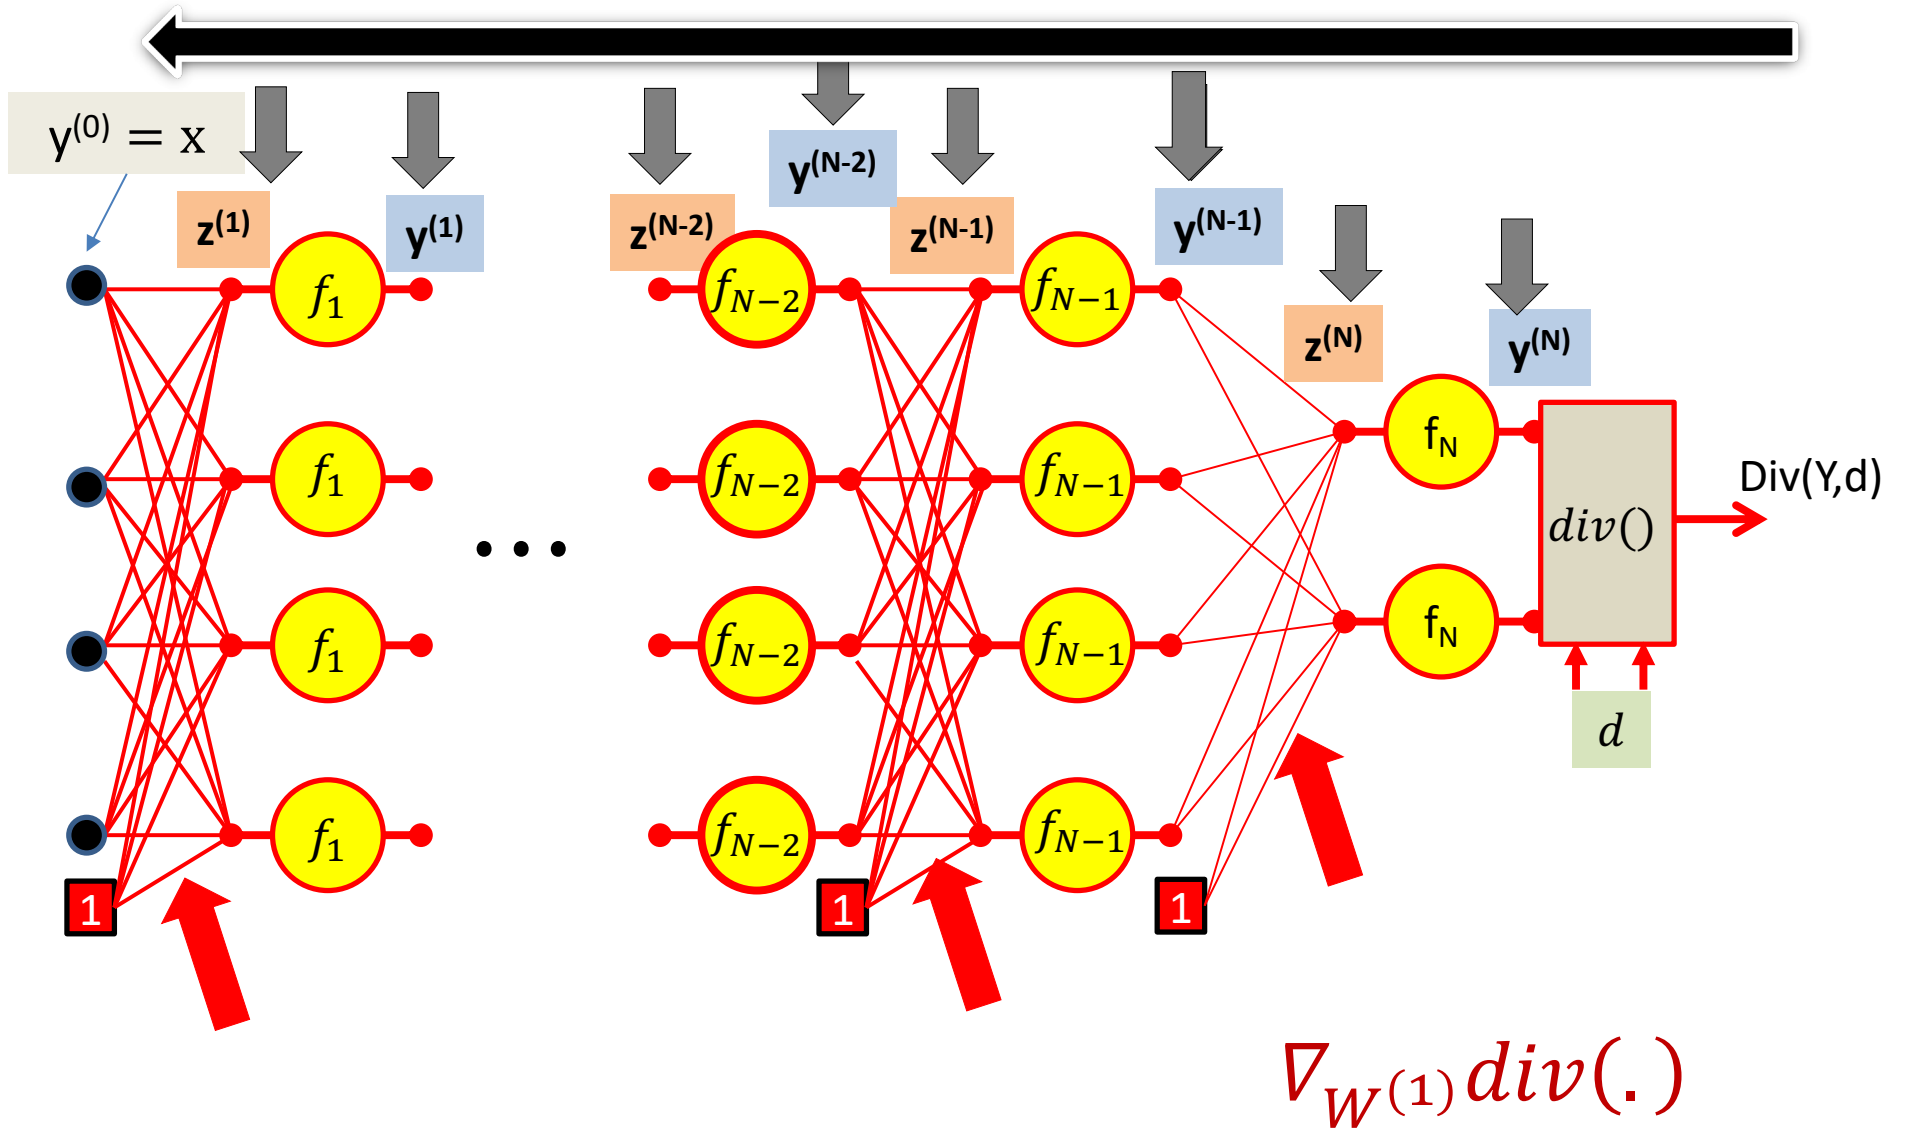 y(0) = x
z(1)
y(1)
z(N-2)
y(N-2)
z(N-1)
y(N-1)
z(N)
y(N)
f1 fN−2 fN−1
fN
f1 fN−2 fN−1
Div(Y,d)
div()
...
f1 fN−2 fN−1
fN
d
f1 fN−2 fN−1
1 1 1
∇W(1)div(.)